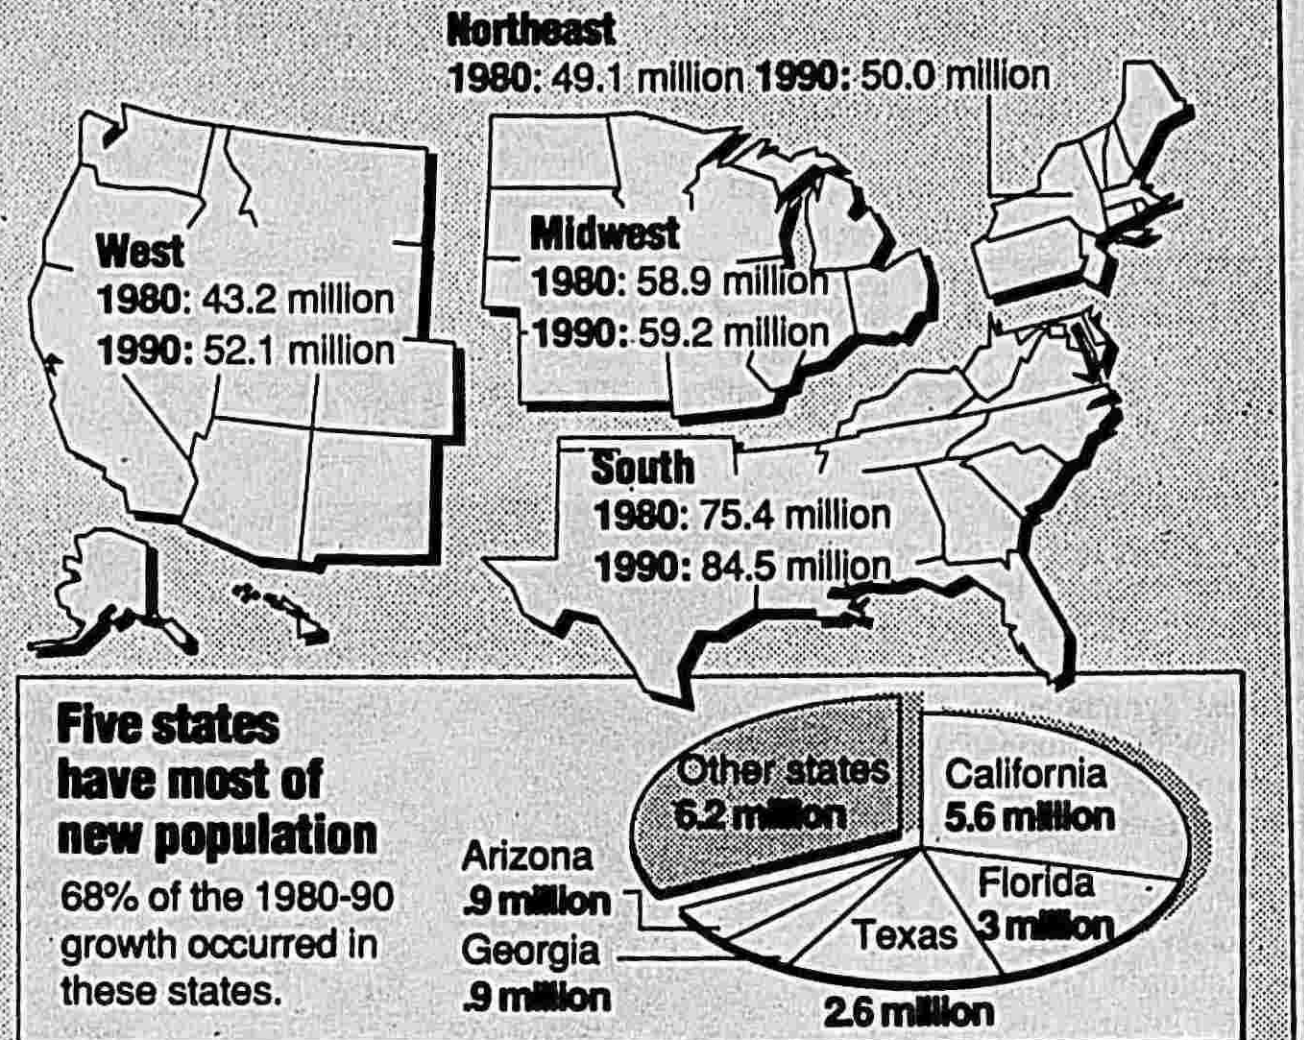 Northeast
1980: 49.1 million 1990: 50.0 million
West
1980: 43.2 million
1990: 52.1 million
Midwest
1980: 58.9 million
1990: 59.2 million
South
1980: 75.4 million
1990: 84.5 million
Five states
have most of
new population
68% of the 1980-90
growth occurred in
these states.
Other states
6.2 million
California
5.6 million
Florida
3 million
Texas
2.6 million
Arizona
.9 million
Georgia
.9 million